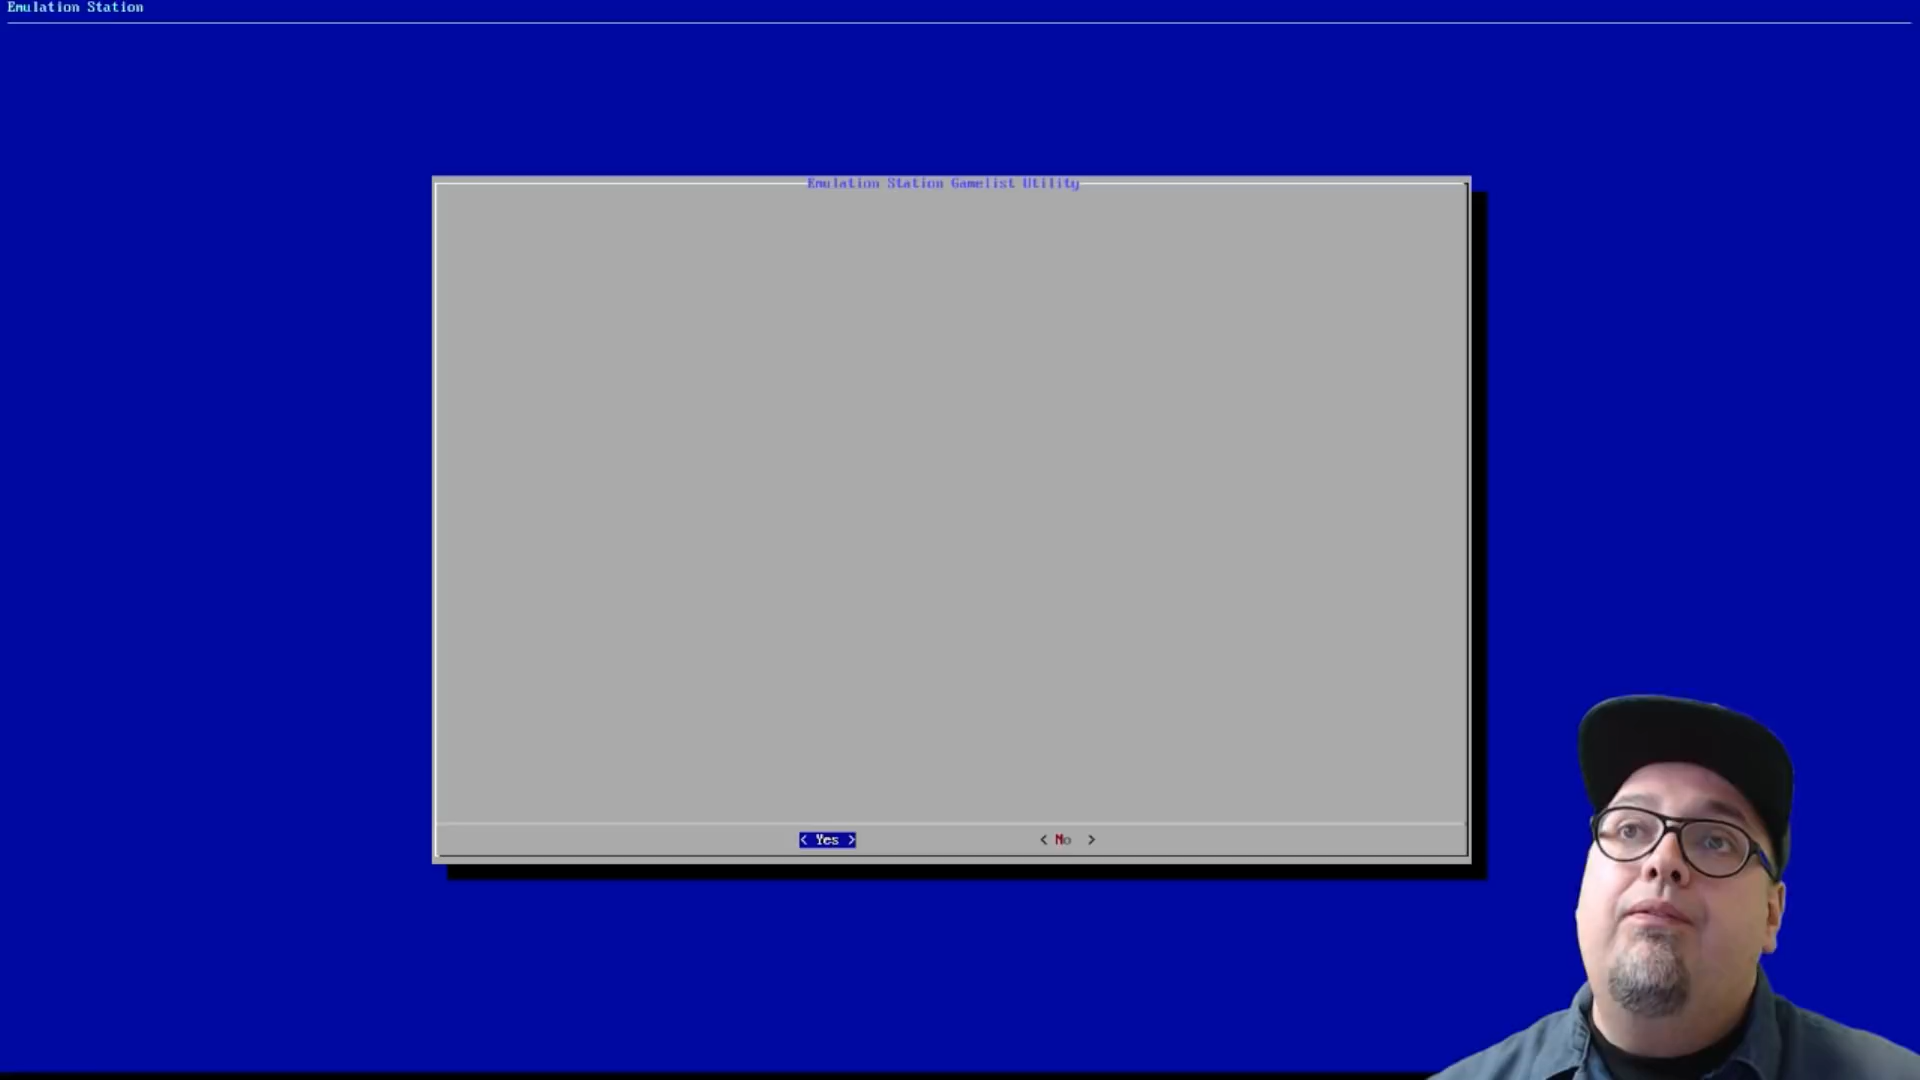 Emulation Station
Emulation Station Gamelist Utility
< Yes > < No >